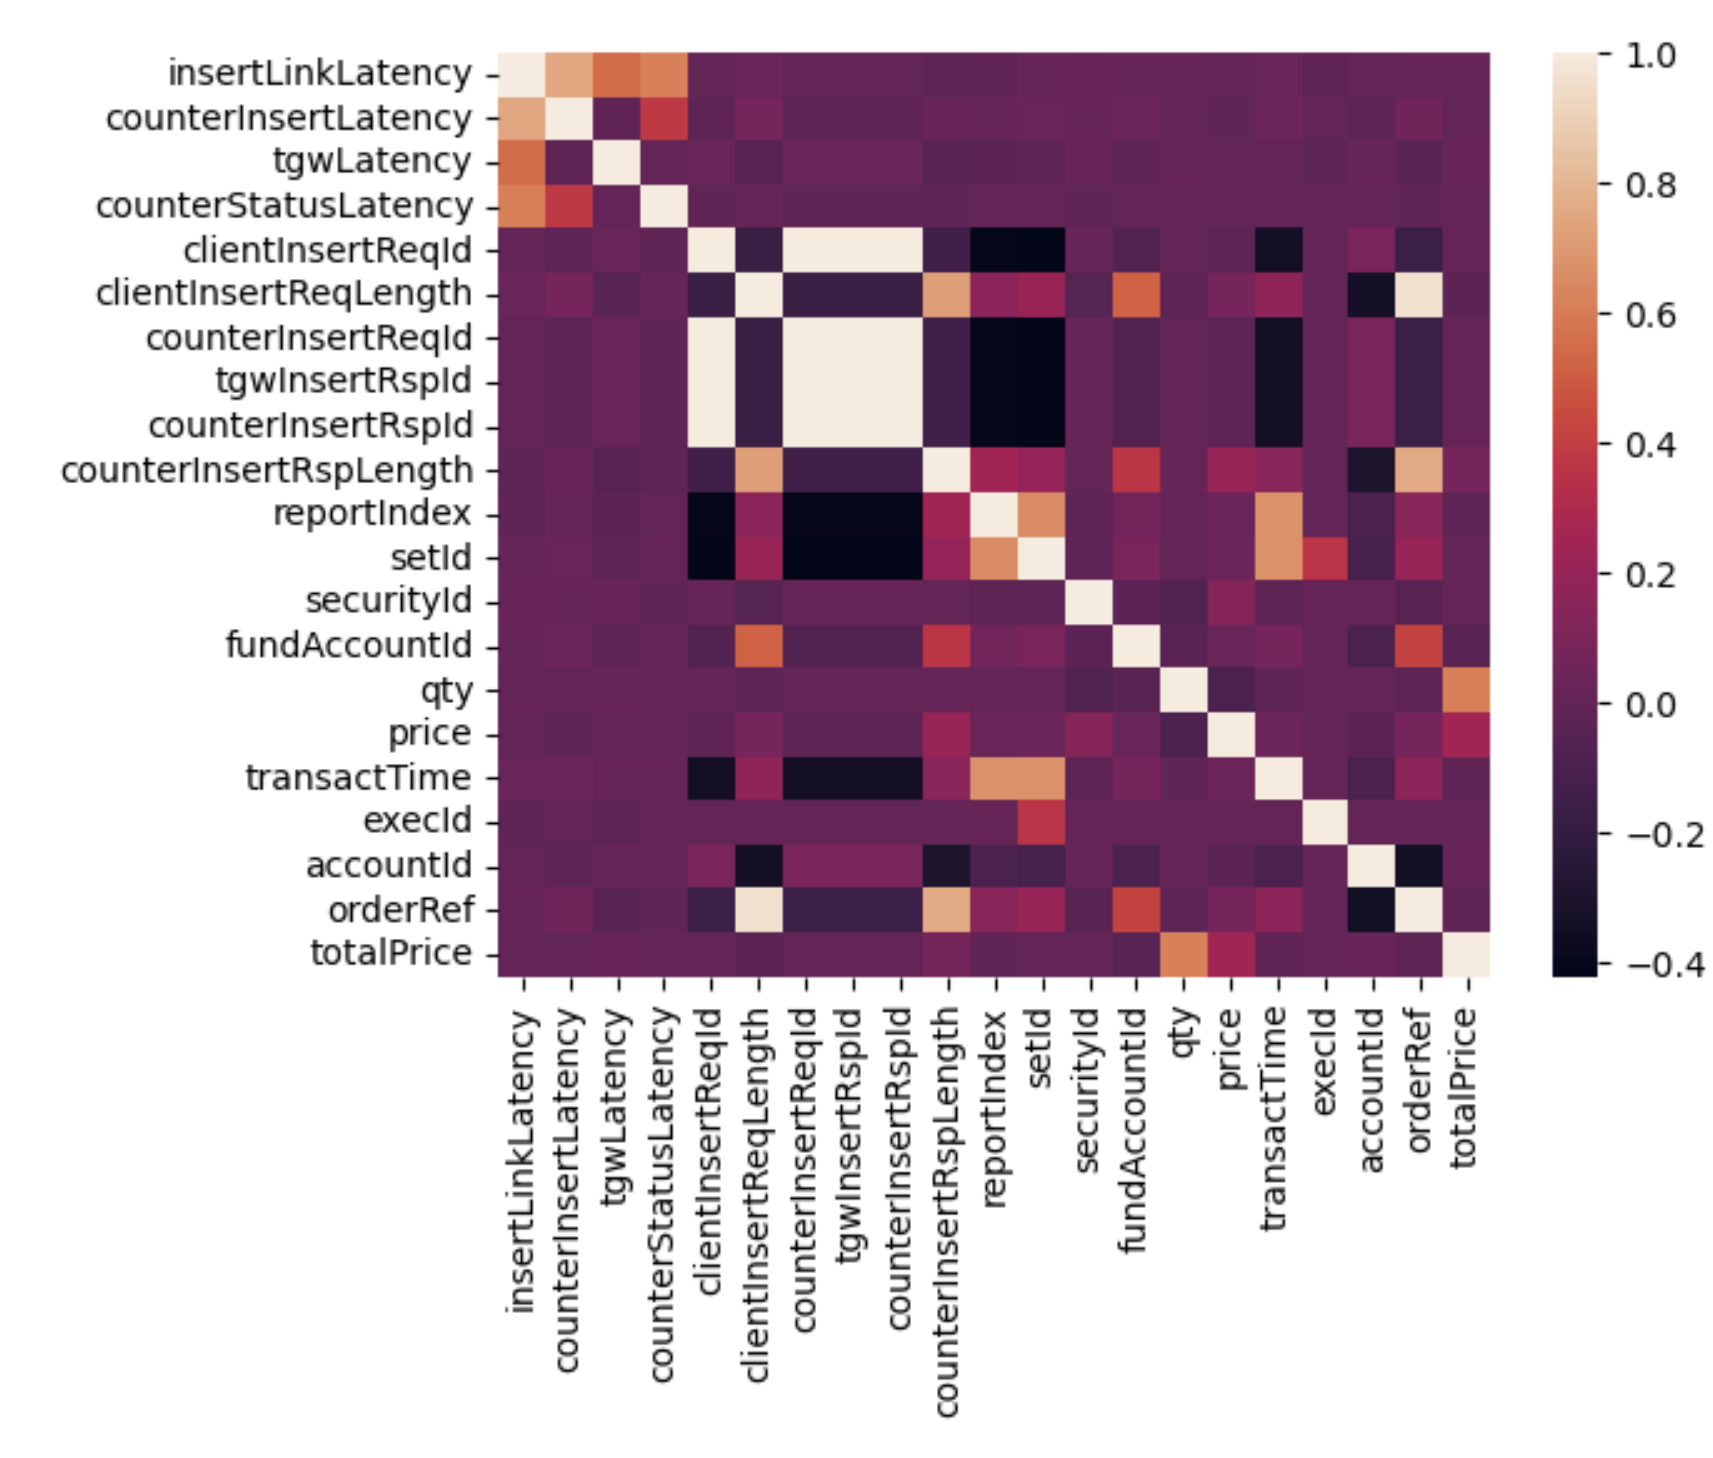 insertLinkLatency
counterInsertLatency
tgwLatency
counterStatusLatency
clientInsertReqId
clientInsertReqLength
counterInsertReqId
tgwInsertRspId
counterInsertRspId
counterInsertRspLength
reportIndex
setId
securityId
fundAccountId
qty
price
transactTime
execId
accountId
orderRef
totalPrice
insertLinkLatency
counterInsertLatency
tgwLatency
counterStatusLatency
clientInsertReqId
clientInsertReqLength
counterInsertReqId
tgwInsertRspId
counterInsertRspId
counterInsertRspLength
reportIndex
setId
securityId
fundAccountId
qty
price
transactTime
execId
accountId
orderRef
totalPrice
1.0
0.8
0.6
0.4
0.2
0.0
−0.2
−0.4